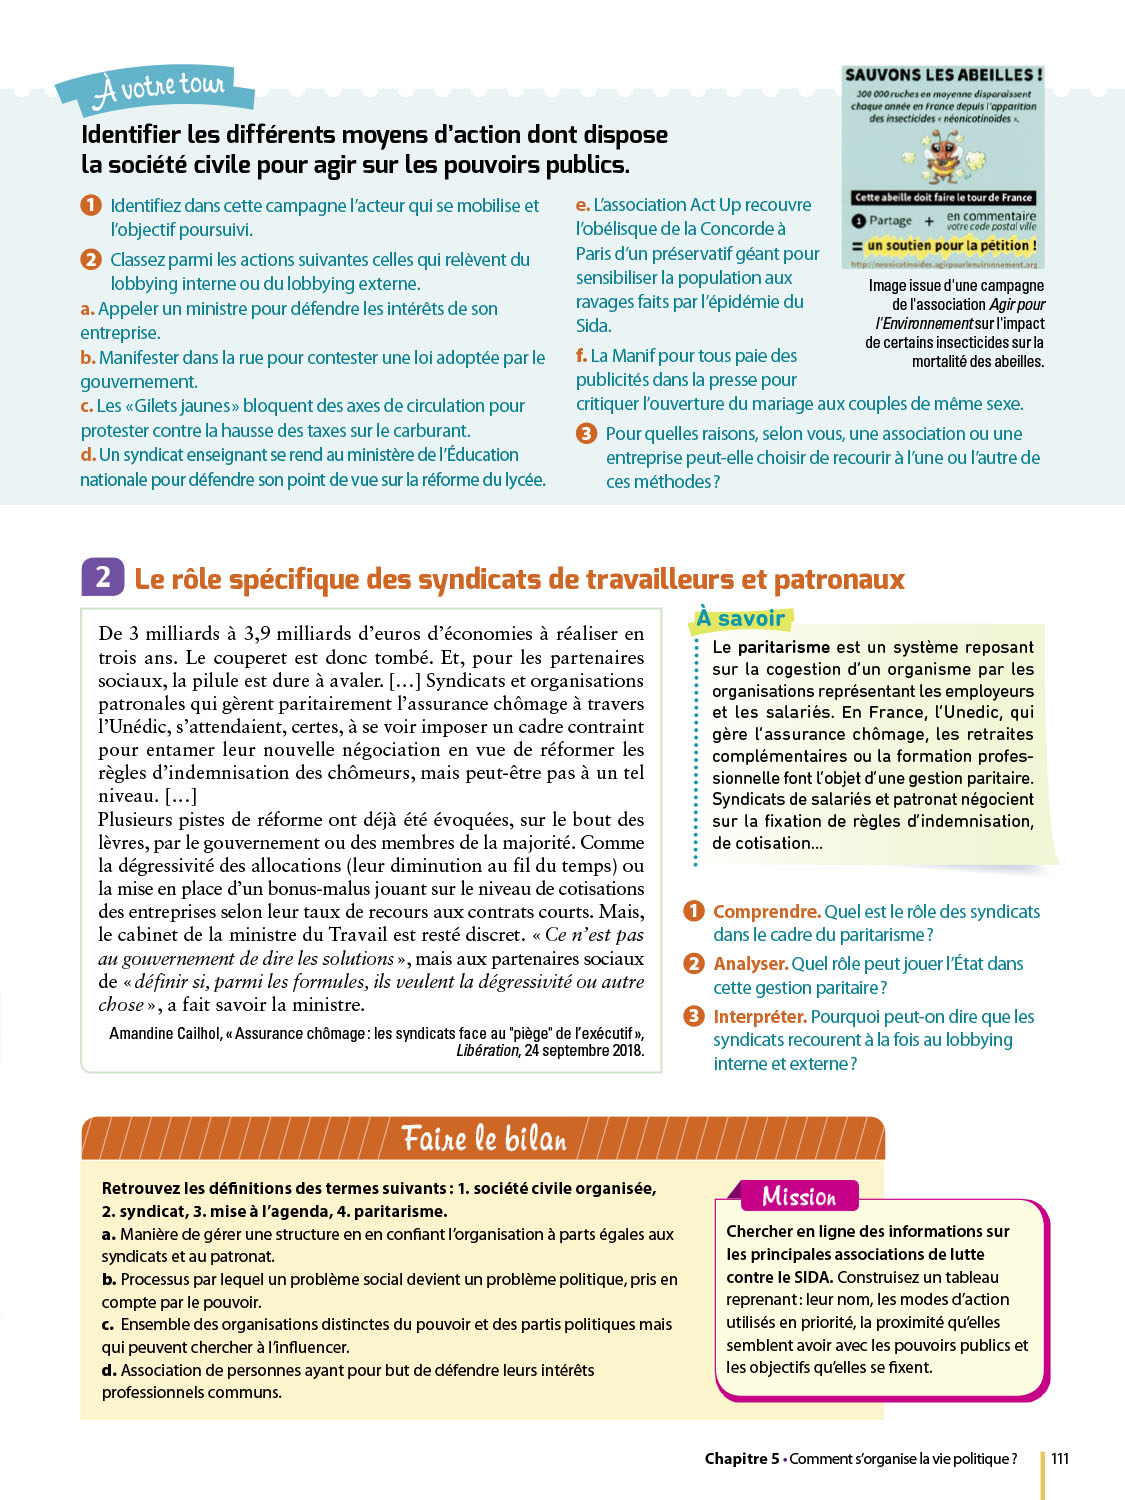 À votre tour
Identifier les différents moyens d'action dont dispose
la société civile pour agir sur les pouvoirs publics.
1 Identifiez dans cette campagne l'acteur qui se mobilise et
l'objectif poursuivi.
2 Classez parmi les actions suivantes celles qui relèvent du
lobbying interne ou du lobbying externe.
a. Appeler un ministre pour défendre les intérêts de son
entreprise.
b. Manifester dans la rue pour contester une loi adoptée par le
gouvernement.
c. Les «Gilets jaunes» bloquent des axes de circulation pour
protester contre la hausse des taxes sur le carburant.
d. Un syndicat enseignant se rend au ministère de l'Éducation
nationale pour défendre son point de vue sur la réforme du lycée.
e. L'association Act Up recouvre
l'obélisque de la Concorde à
Paris d'un préservatif géant pour
sensibiliser la population aux
ravages faits par l'épidémie du
Sida.
f. La Manif pour tous paie des
publicités dans la presse pour
critiquer l'ouverture du mariage aux couples de même sexe.
3 Pour quelles raisons, selon vous, une association ou une
entreprise peut-elle choisir de recourir à l'une ou l'autre de
ces méthodes ?
SAUVONS LES ABEILLES !
300 000 ruches en moyenne disparaissent
chaque année en France depuis l'apparition
des insecticides « néonicotinoïdes ».
Cette abeille doit faire le tour de France
1 Partage + en commentaire
votre code postal ville
= un soutien pour la pétition !
http://neonicotinoides.agirpourlenvironnement.org
Image issue d'une campagne
de l'association Agir pour
l'Environnement sur l'impact
de certains insecticides sur la
mortalité des abeilles.
2 Le rôle spécifique des syndicats de travailleurs et patronaux
De 3 milliards à 3,9 milliards d'euros d'économies à réaliser en
trois ans. Le couperet est donc tombé. Et, pour les partenaires
sociaux, la pilule est dure à avaler. [...] Syndicats et organisations
patronales qui gèrent paritairement l'assurance chômage à travers
l'Unédic, s'attendaient, certes, à se voir imposer un cadre contraint
pour entamer leur nouvelle négociation en vue de réformer les
règles d'indemnisation des chômeurs, mais peut-être pas à un tel
niveau. [...]
Plusieurs pistes de réforme ont déjà été évoquées, sur le bout des
lèvres, par le gouvernement ou des membres de la majorité. Comme
la dégressivité des allocations (leur diminution au fil du temps) ou
la mise en place d'un bonus-malus jouant sur le niveau de cotisations
des entreprises selon leur taux de recours aux contrats courts. Mais,
le cabinet de la ministre du Travail est resté discret. « Ce n'est pas
au gouvernement de dire les solutions », mais aux partenaires sociaux
de « définir si, parmi les formules, ils veulent la dégressivité ou autre
chose », a fait savoir la ministre.
Amandine Cailhol, « Assurance chômage : les syndicats face au "piège" de l'exécutif »,
Libération, 24 septembre 2018.
À savoir
Le paritarisme est un système reposant
sur la cogestion d'un organisme par les
organisations représentant les employeurs
et les salariés. En France, l'Unedic, qui
gère l'assurance chômage, les retraites
complémentaires ou la formation profes-
sionnelle font l'objet d'une gestion paritaire.
Syndicats de salariés et patronat négocient
sur la fixation de règles d'indemnisation,
de cotisation...
1 Comprendre. Quel est le rôle des syndicats
dans le cadre du paritarisme ?
2 Analyser. Quel rôle peut jouer l'État dans
cette gestion paritaire ?
3 Interpréter. Pourquoi peut-on dire que les
syndicats recourent à la fois au lobbying
interne et externe ?
Faire le bilan
Retrouvez les définitions des termes suivants : 1. société civile organisée,
2. syndicat, 3. mise à l'agenda, 4. paritarisme.
a. Manière de gérer une structure en en confiant l'organisation à parts égales aux
syndicats et au patronat.
b. Processus par lequel un problème social devient un problème politique, pris en
compte par le pouvoir.
c. Ensemble des organisations distinctes du pouvoir et des partis politiques mais
qui peuvent chercher à l'influencer.
d. Association de personnes ayant pour but de défendre leurs intérêts
professionnels communs.
Mission
Chercher en ligne des informations sur
les principales associations de lutte
contre le SIDA. Construisez un tableau
reprenant : leur nom, les modes d'action
utilisés en priorité, la proximité qu'elles
semblent avoir avec les pouvoirs publics et
les objectifs qu'elles se fixent.
Chapitre 5 • Comment s'organise la vie politique ? 111